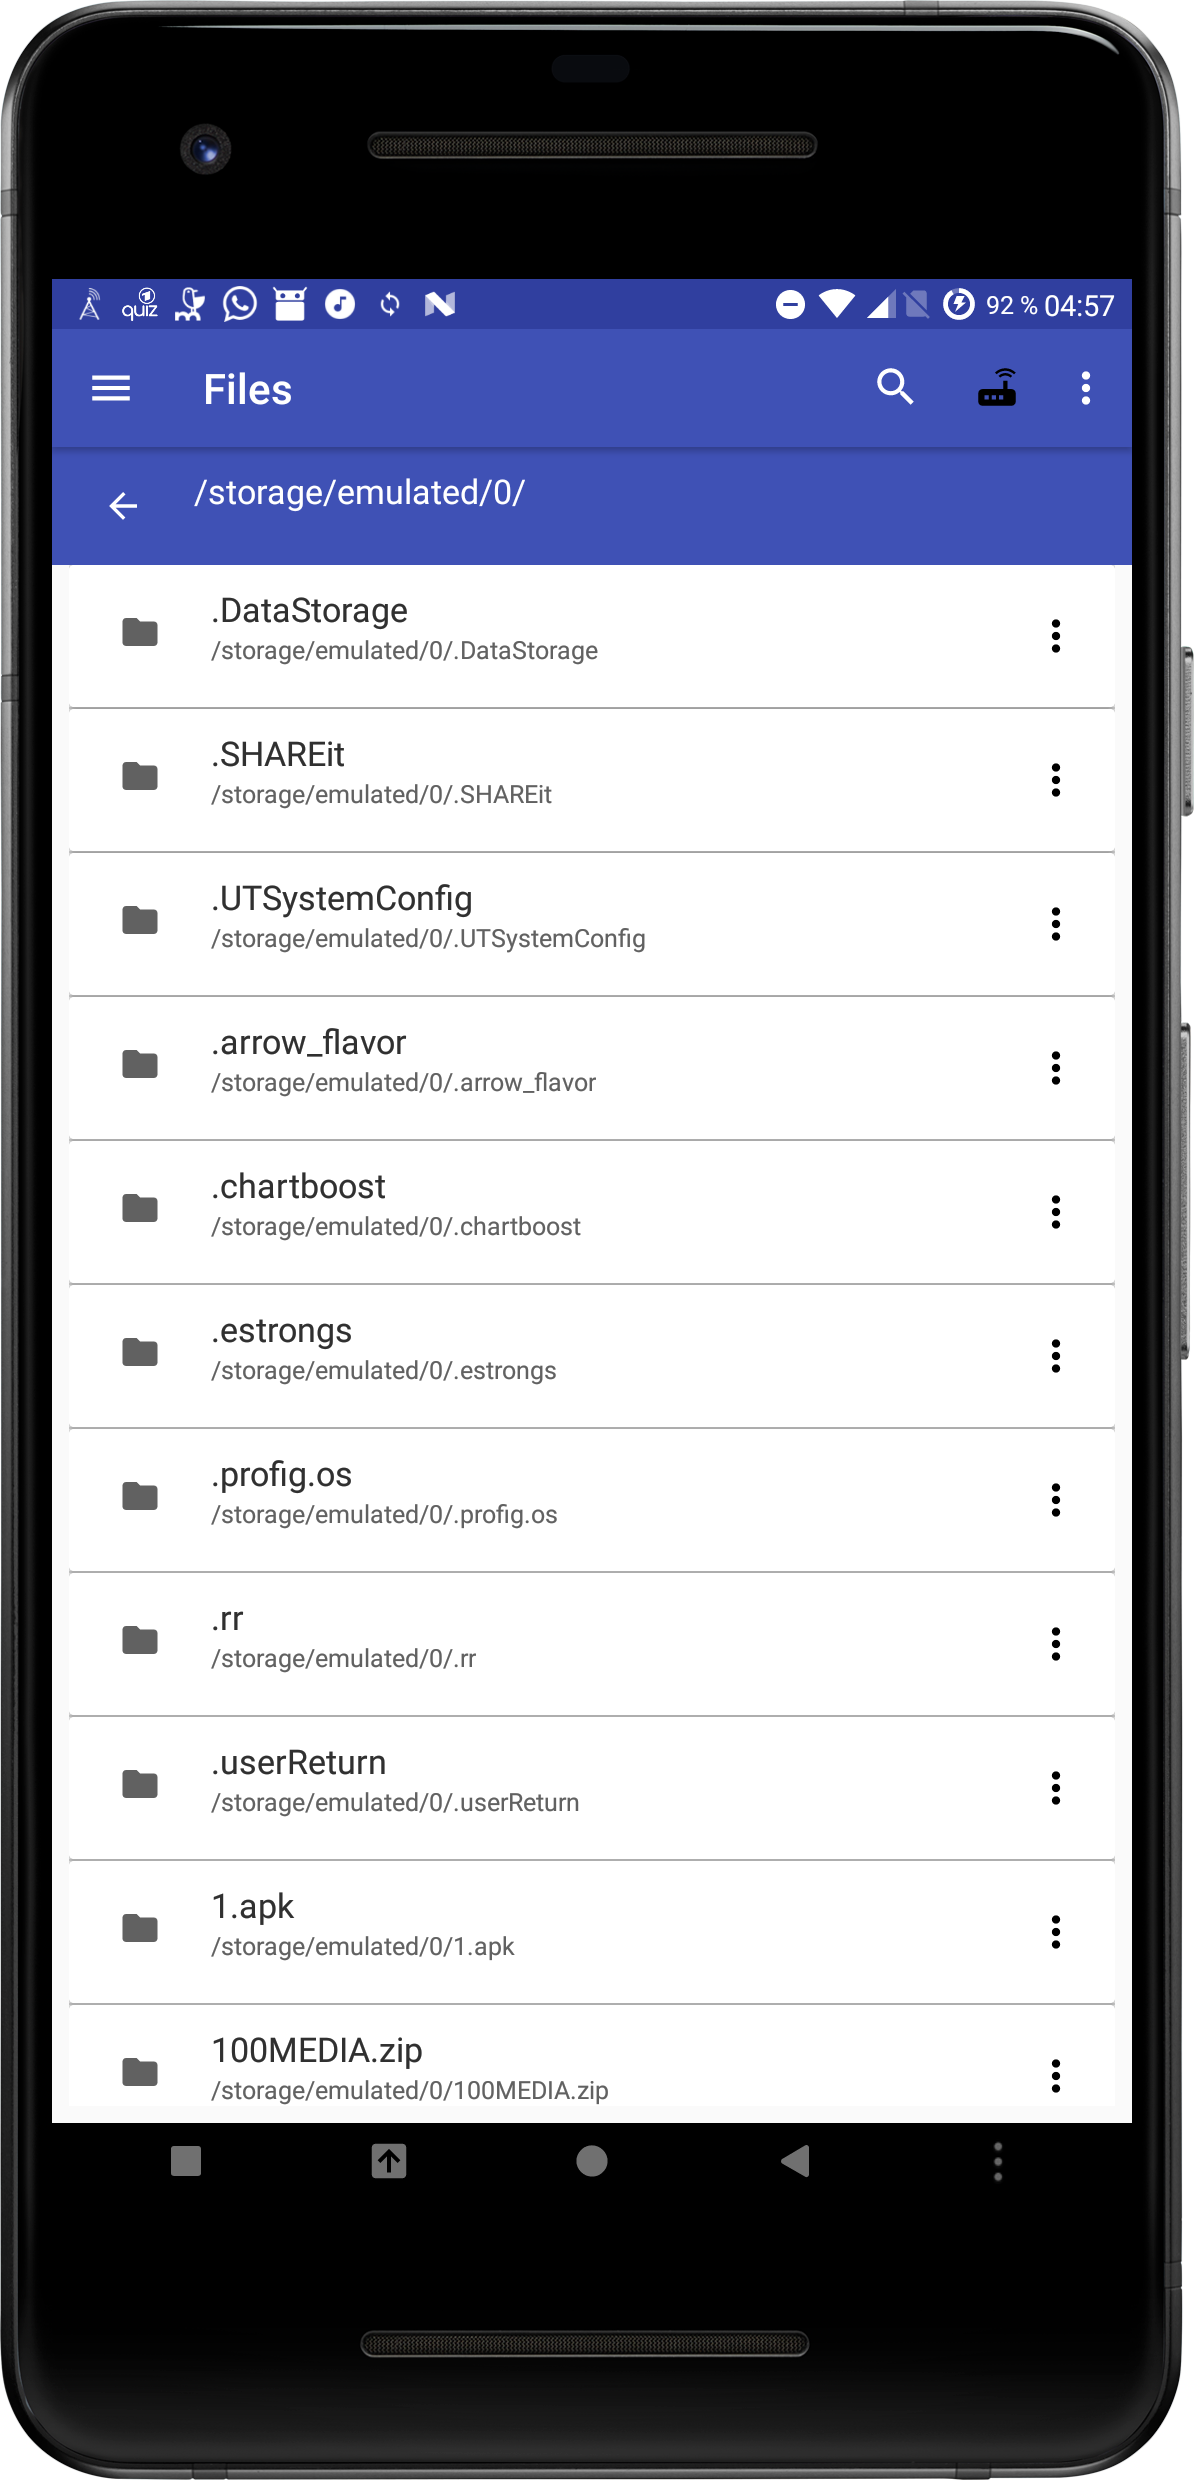 quiz
92 % 04:57
Files
/storage/emulated/0/
.DataStorage
/storage/emulated/0/.DataStorage
.SHAREit
/storage/emulated/0/.SHAREit
.UTSystemConfig
/storage/emulated/0/.UTSystemConfig
.arrow_flavor
/storage/emulated/0/.arrow_flavor
.chartboost
/storage/emulated/0/.chartboost
.estrongs
/storage/emulated/0/.estrongs
.profig.os
/storage/emulated/0/.profig.os
.rr
/storage/emulated/0/.rr
.userReturn
/storage/emulated/0/.userReturn
1.apk
/storage/emulated/0/1.apk
100MEDIA.zip
/storage/emulated/0/100MEDIA.zip